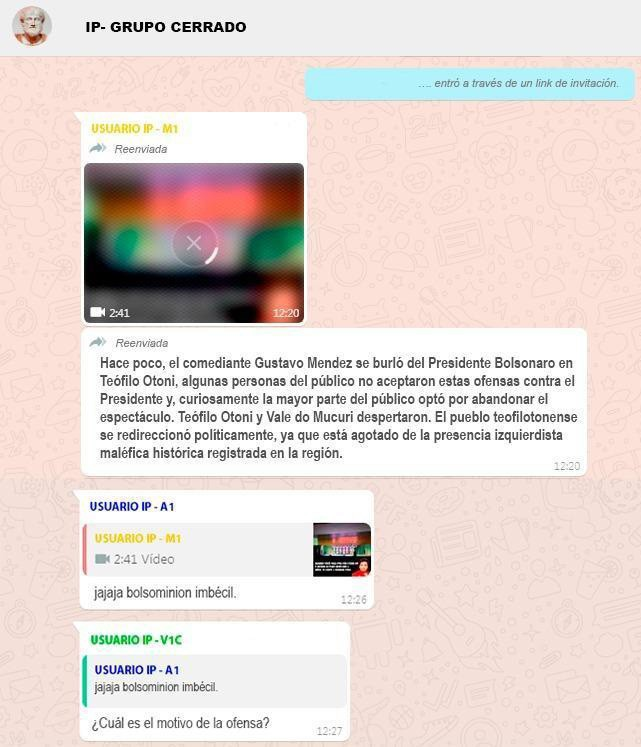 IP- GRUPO CERRADO
.... entró a través de un link de invitación.
USUARIO IP - M1
Reenviada
2:41
12:20
Reenviada
Hace poco, el comediante Gustavo Mendez se burló del Presidente Bolsonaro en
Teófilo Otoni, algunas personas del público no aceptaron estas ofensas contra el
Presidente y, curiosamente la mayor parte del público optó por abandonar el
espectáculo. Teófilo Otoni y Vale do Mucuri despertaron. El pueblo teofilotonense
se redireccionó políticamente, ya que está agotado de la presencia izquierdista
maléfica histórica registrada en la región.
12:20
USUARIO IP - A1
USUARIO IP - M1
2:41 Vídeo
jajaja bolsominion imbécil.
12:26
USUARIO IP - V1C
USUARIO IP - A1
jajaja bolsominion imbécil.
¿Cuál es el motivo de la ofensa?
12:27